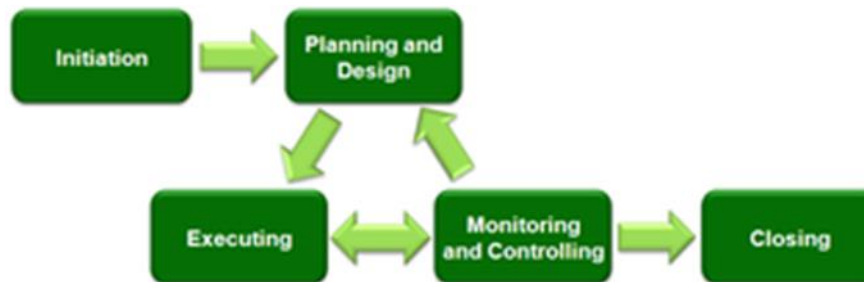 Initiation
Planning and
Design
Executing
Monitoring
and Controlling
Closing